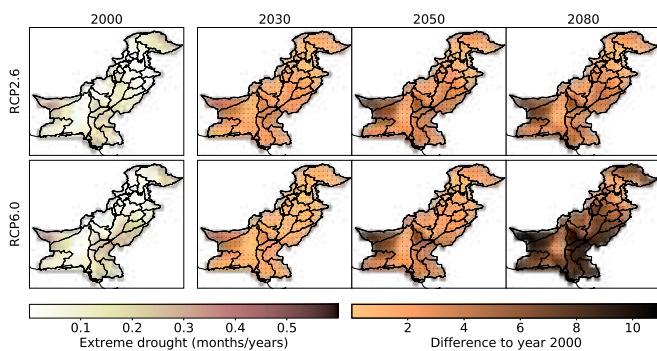 2000 2030 2050 2080
RCP2.6
RCP6.0
0.1 0.2 0.3 0.4 0.5 2 4 6 8 10
Extreme drought (months/years) Difference to year 2000